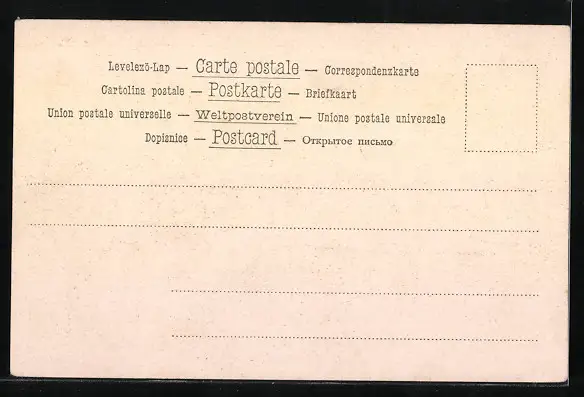 Levelező-Lap — Carte postale — Correspondenzkarte
Cartolina postale — Postkarte — Briefkaart
Union postale universelle — Weltpostverein — Unione postale universale
Dopisnice — Postcard — Открытое письмо